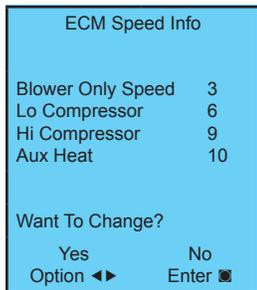 ECM Speed Info
Blower Only Speed 3
Lo Compressor 6
Hi Compressor 9
Aux Heat 10
Want To Change?
Yes No
Option ◄► Enter ◙